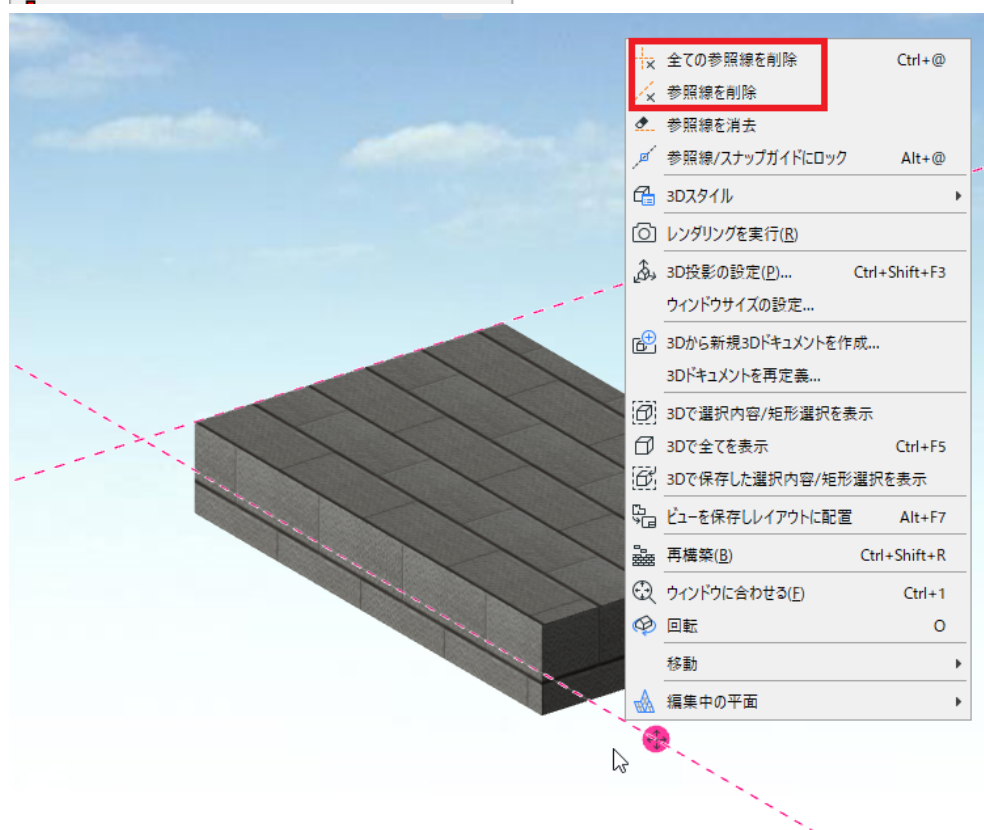 全ての参照線を削除 Ctrl+@
参照線を削除
参照線を消去
参照線/スナップガイドにロック Alt+@
3Dスタイル
レンダリングを実行(R)
3D投影の設定(P)... Ctrl+Shift+F3
ウィンドウサイズの設定...
3Dから新規3Dドキュメントを作成...
3Dドキュメントを再定義...
3Dで選択内容/矩形選択を表示
3Dで全てを表示 Ctrl+F5
3Dで保存した選択内容/矩形選択を表示
ビューを保存しレイアウトに配置 Alt+F7
再構築(B) Ctrl+Shift+R
ウィンドウに合わせる(F) Ctrl+1
回転 O
移動
編集中の平面